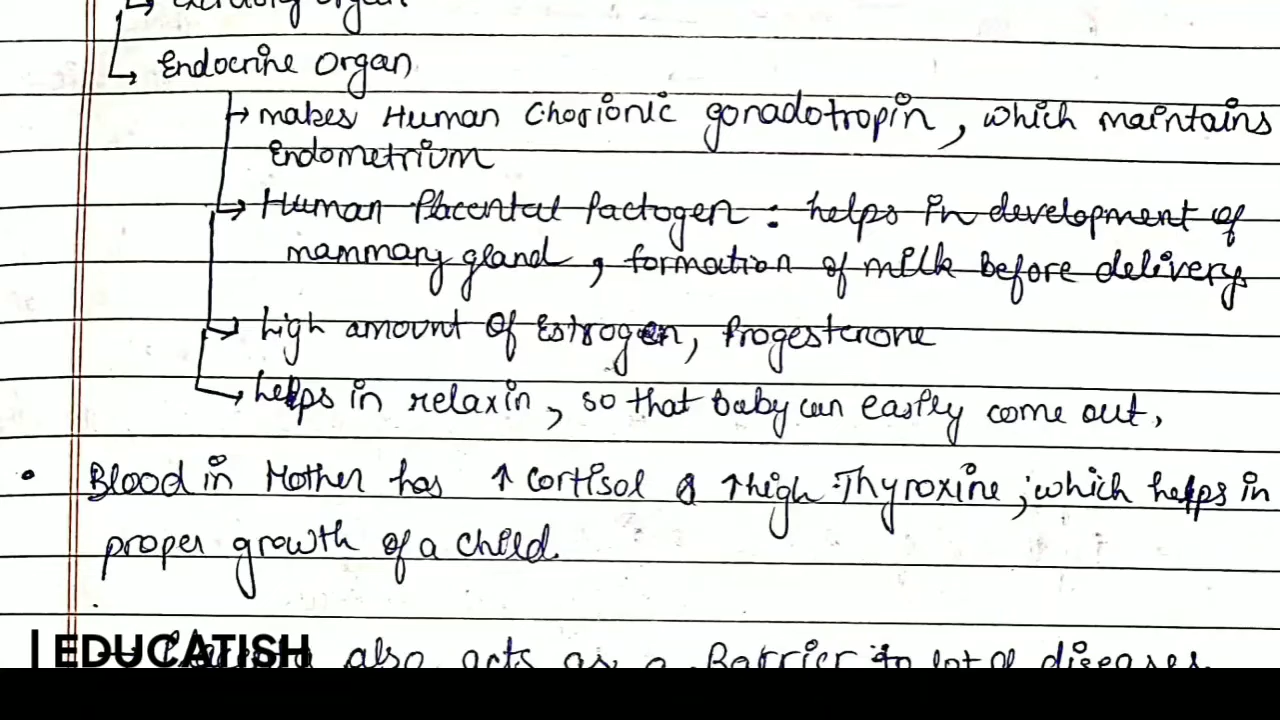 Excretory organ
Endocrine Organ
makes Human Chorionic gonadotropin, which maintains
Endometrium
Human Placental Lactogen : helps in development of
mammary gland, formation of milk before delivery
high amount of Estrogen, Progesterone
helps in relaxin, so that baby can easily come out,
• Blood in Mother has ↑ Cortisol & ↑ high Thyroxine; which helps in
proper growth of a child.
| EDUCATISH
also acts as a Barrier to lot of diseases.